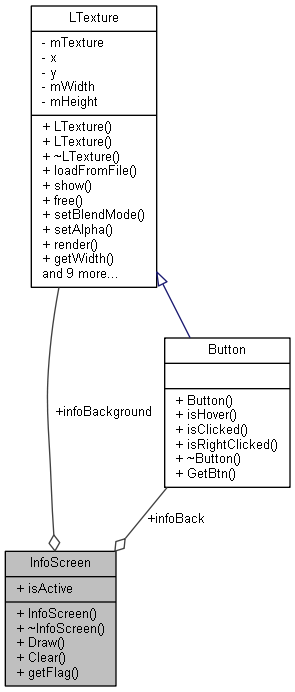 LTexture
- mTexture
- x
- y
- mWidth
- mHeight
+ LTexture()
+ LTexture()
+ ~LTexture()
+ loadFromFile()
+ show()
+ free()
+ setBlendMode()
+ setAlpha()
+ render()
+ getWidth()
and 9 more...
Button
+ Button()
+ isHover()
+ isClicked()
+ isRightClicked()
+ ~Button()
+ GetBtn()
+infoBackground
+infoBack
InfoScreen
+ isActive
+ InfoScreen()
+ ~InfoScreen()
+ Draw()
+ Clear()
+ getFlag()